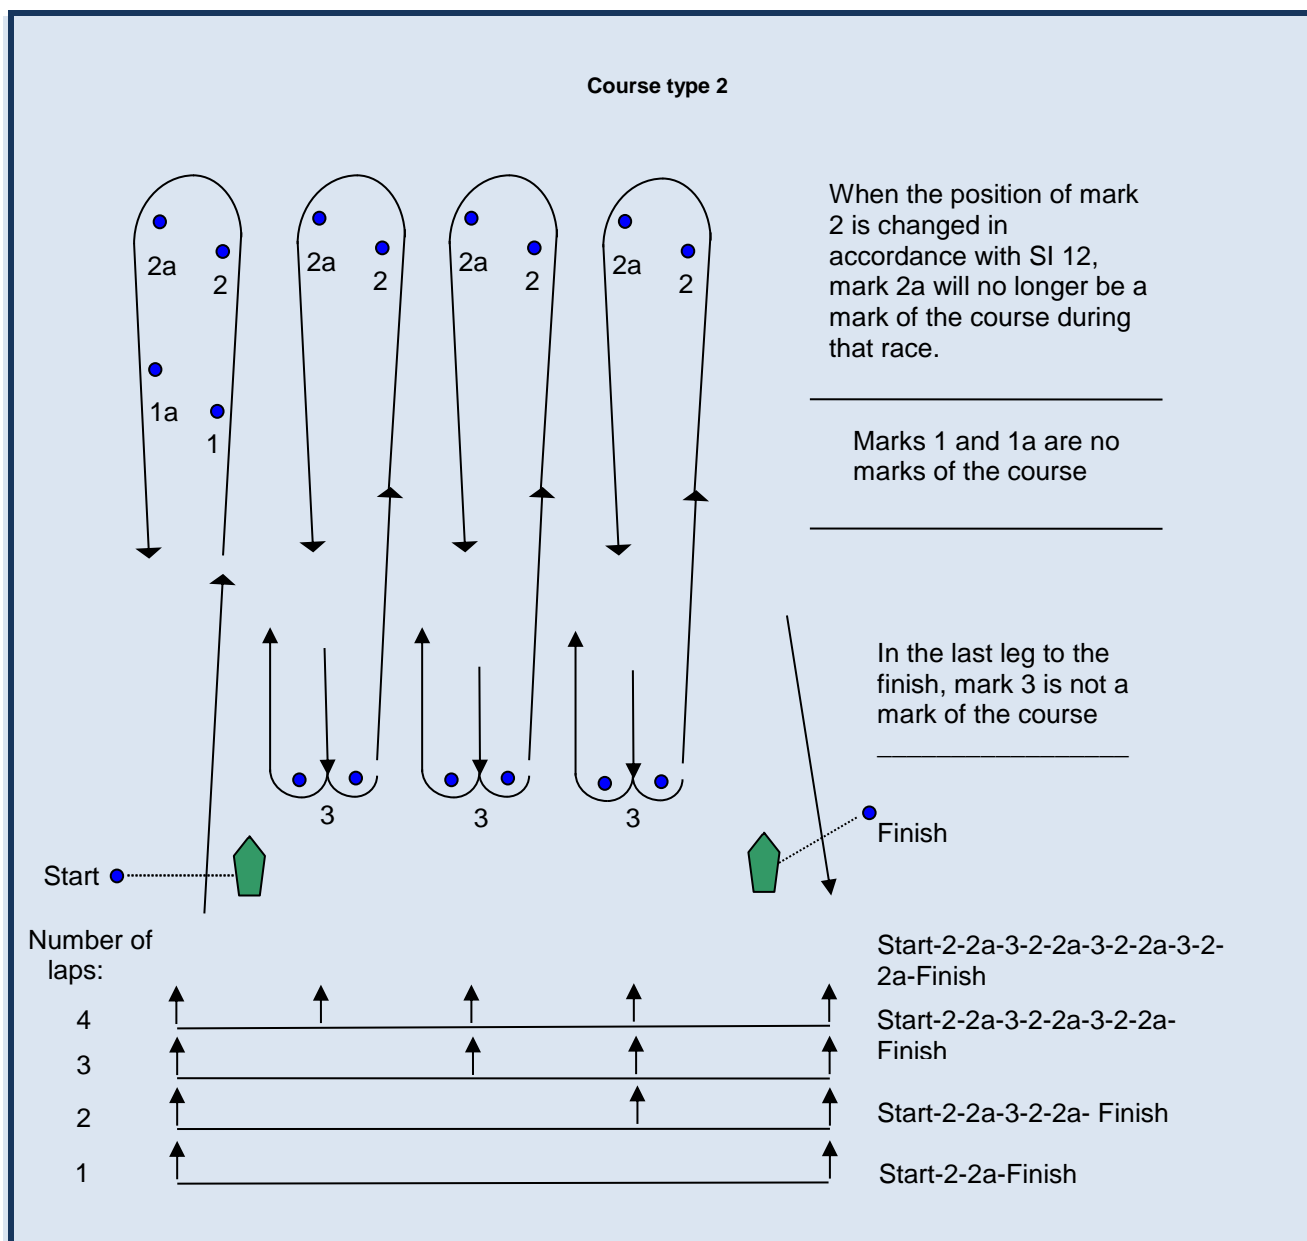 Course type 2
When the position of mark
2 is changed in
accordance with SI 12,
mark 2a will no longer be a
mark of the course during
that race.
2a
2
2a
2
2a
2
2a
2
1a
1
Marks 1 and 1a are no
marks of the course
In the last leg to the
finish, mark 3 is not a
mark of the course
3
3
3
Finish
Start
Number of
laps:
Start-2-2a-3-2-2a-3-2-2a-3-2-
2a-Finish
4
Start-2-2a-3-2-2a-3-2-2a-
Finish
3
2
Start-2-2a-3-2-2a- Finish
1
Start-2-2a-Finish